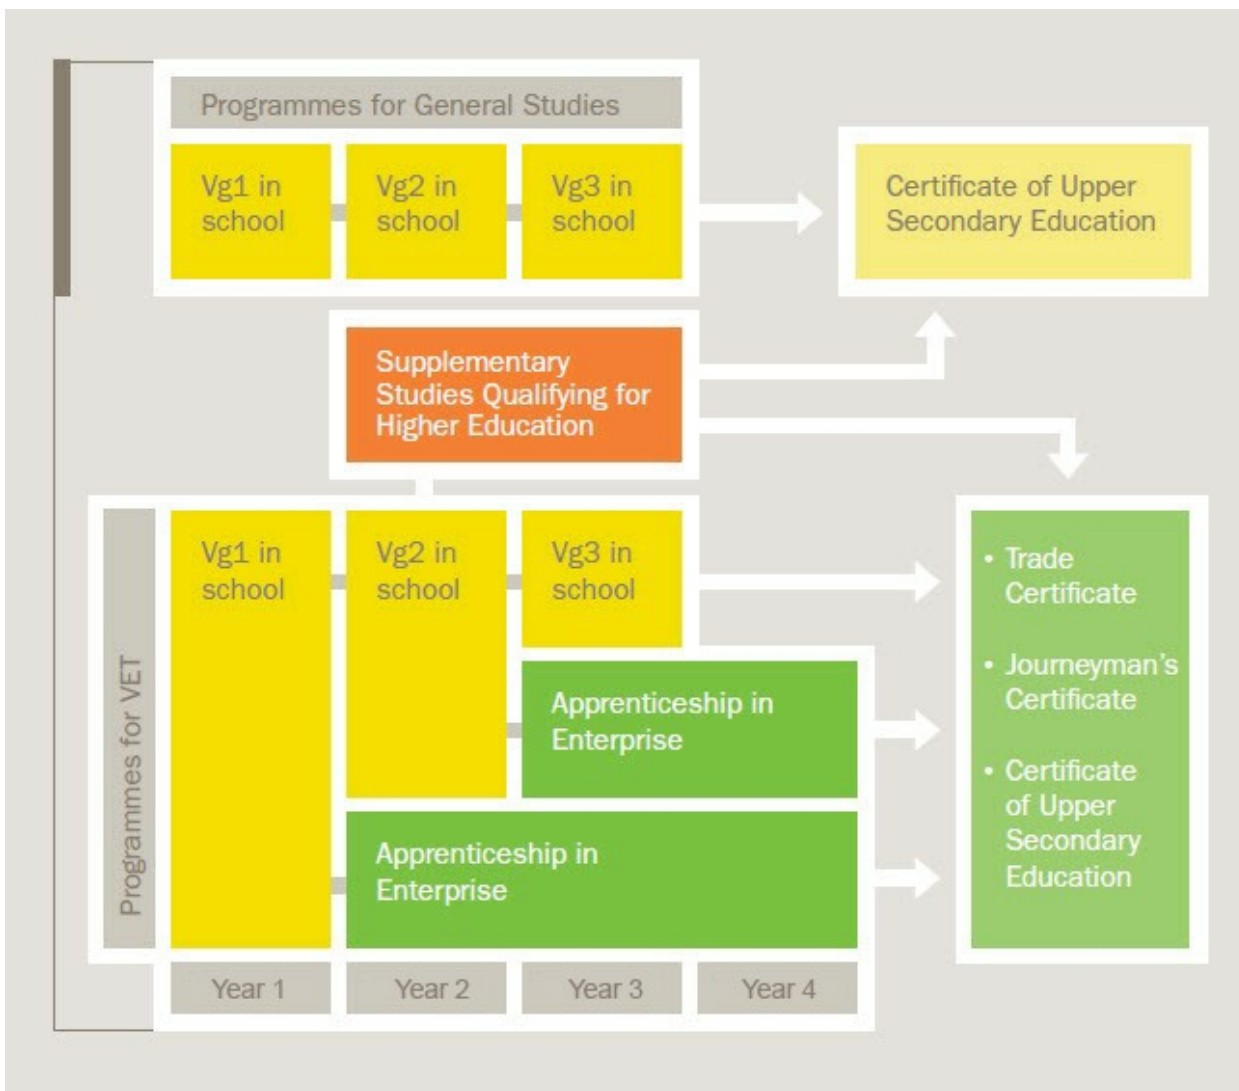 Programmes for General Studies
Vg1 in
school
Vg2 in
school
Vg3 in
school
Certificate of Upper
Secondary Education
Supplementary
Studies Qualifying for
Higher Education
Programmes for VET
Vg1 in
school
Vg2 in
school
Vg3 in
school
Apprenticeship in
Enterprise
Apprenticeship in
Enterprise
• Trade
Certificate
• Journeyman's
Certificate
• Certificate
of Upper
Secondary
Education
Year 1
Year 2
Year 3
Year 4